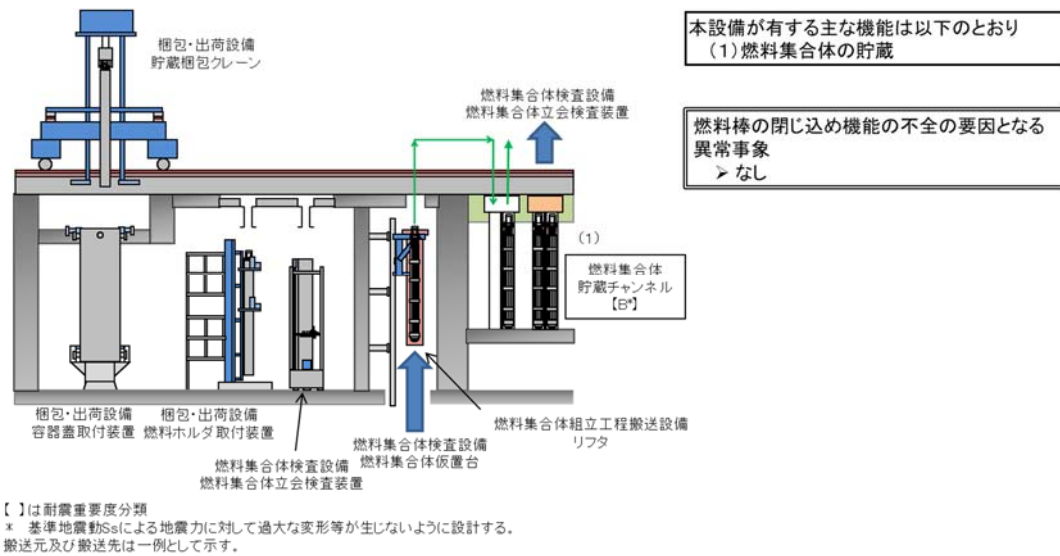 梱包・出荷設備
貯蔵梱包クレーン
本設備が有する主な機能は以下のとおり
(1)燃料集合体の貯蔵
燃料集合体検査設備
燃料集合体立会検査装置
燃料棒の閉じ込め機能の不全の要因となる
異常事象
➢ なし
(1)
燃料集合体
貯蔵チャンネル
【B*】
梱包・出荷設備
容器蓋取付装置
梱包・出荷設備
燃料ホルダ取付装置
燃料集合体検査設備
燃料集合体立会検査装置
燃料集合体検査設備
燃料集合体仮置台
燃料集合体組立工程搬送設備
リフタ
【 】は耐震重要度分類
* 基準地震動Ssによる地震力に対して過大な変形等が生じないように設計する。
搬送元及び搬送先は一例として示す。